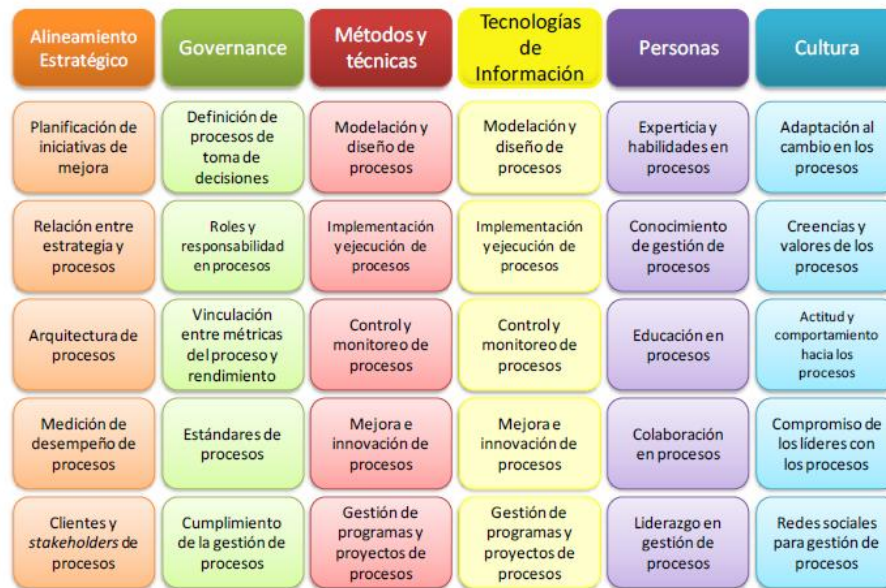 Alineamiento
Estratégico
Governance
Métodos y
técnicas
Tecnologías
de
Información
Personas
Cultura
Planificación de
iniciativas de
mejora
Definición de
procesos de
toma de
decisiones
Modelación y
diseño de
procesos
Modelación y
diseño de
procesos
Experticia y
habilidades en
procesos
Adaptación al
cambio en los
procesos
Relación entre
estrategia y
procesos
Roles y
responsabilidad
en procesos
Implementación
y ejecución de
procesos
Implementación
y ejecución de
procesos
Conocimiento
de gestión de
procesos
Creencias y
valores de los
procesos
Arquitectura de
procesos
Vinculación
entre métricas
del proceso y
rendimiento
Control y
monitoreo de
procesos
Control y
monitoreo de
procesos
Educación en
procesos
Actitud y
comportamiento
hacia los
procesos
Medición de
desempeño de
procesos
Estándares de
procesos
Mejora e
innovación de
procesos
Mejora e
innovación de
procesos
Colaboración
en procesos
Compromiso de
los líderes con
los procesos
Clientes y
stakeholders de
procesos
Cumplimiento
de la gestión de
procesos
Gestión de
programas y
proyectos de
procesos
Gestión de
programas y
proyectos de
procesos
Liderazgo en
gestión de
procesos
Redes sociales
para gestión de
procesos